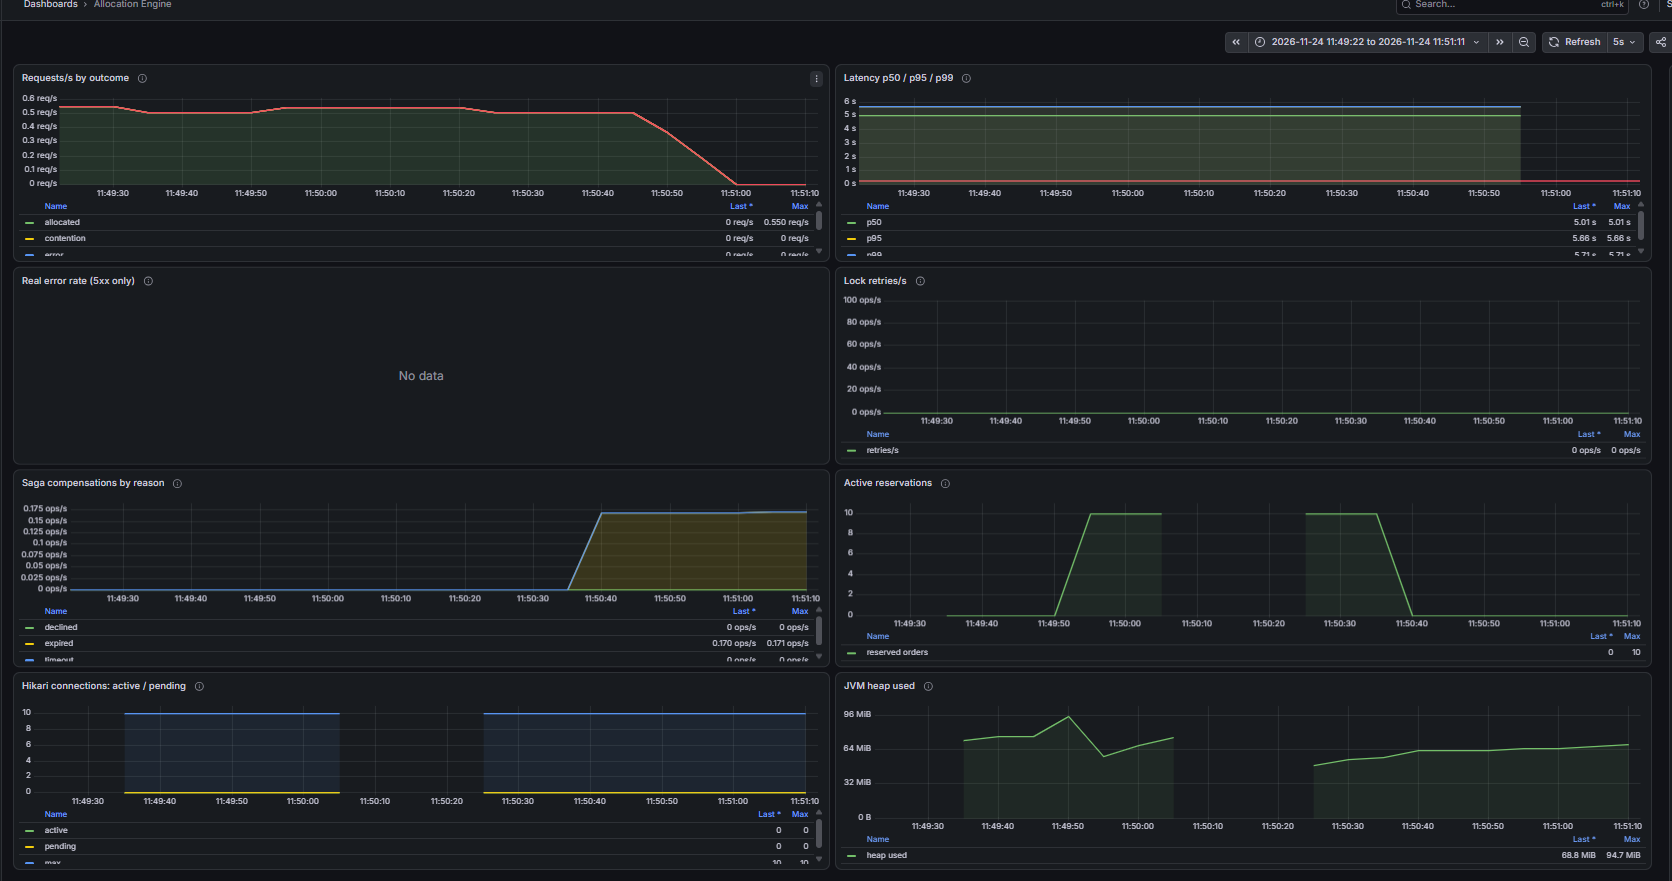 Dashboards › Allocation Engine
Search... ctrl+k
2026-11-24 11:49:22 to 2026-11-24 11:51:11
Refresh 5s
Requests/s by outcome
0.6 req/s
0.5 req/s
0.4 req/s
0.3 req/s
0.2 req/s
0.1 req/s
0 req/s
11:49:30 11:49:40 11:49:50 11:50:00 11:50:10 11:50:20 11:50:30 11:50:40 11:50:50 11:51:00 11:51:10
Name Last * Max
allocated 0 req/s 0.550 req/s
contention 0 req/s 0 req/s
error 0 req/s 0 req/s
Latency p50 / p95 / p99
6 s
5 s
4 s
3 s
2 s
1 s
0 s
11:49:30 11:49:40 11:49:50 11:50:00 11:50:10 11:50:20 11:50:30 11:50:40 11:50:50 11:51:00 11:51:10
Name Last * Max
p50 5.01 s 5.01 s
p95 5.66 s 5.66 s
p99 5.71 s 5.71 s
Real error rate (5xx only)
No data
Lock retries/s
100 ops/s
80 ops/s
60 ops/s
40 ops/s
20 ops/s
0 ops/s
11:49:30 11:49:40 11:49:50 11:50:00 11:50:10 11:50:20 11:50:30 11:50:40 11:50:50 11:51:00 11:51:10
Name Last * Max
retries/s 0 ops/s 0 ops/s
Saga compensations by reason
0.175 ops/s
0.15 ops/s
0.125 ops/s
0.1 ops/s
0.075 ops/s
0.05 ops/s
0.025 ops/s
0 ops/s
11:49:30 11:49:40 11:49:50 11:50:00 11:50:10 11:50:20 11:50:30 11:50:40 11:50:50 11:51:00 11:51:10
Name Last * Max
declined 0 ops/s 0 ops/s
expired 0.170 ops/s 0.171 ops/s
timeout 0 ops/s 0 ops/s
Active reservations
10
8
6
4
2
0
11:49:30 11:49:40 11:49:50 11:50:00 11:50:10 11:50:20 11:50:30 11:50:40 11:50:50 11:51:00 11:51:10
Name Last * Max
reserved orders 0 10
Hikari connections: active / pending
10
8
6
4
2
0
11:49:30 11:49:40 11:49:50 11:50:00 11:50:10 11:50:20 11:50:30 11:50:40 11:50:50 11:51:00 11:51:10
Name Last * Max
active 0 0
pending 0 0
max 10 10
JVM heap used
96 MiB
64 MiB
32 MiB
0 B
11:49:30 11:49:40 11:49:50 11:50:00 11:50:10 11:50:20 11:50:30 11:50:40 11:50:50 11:51:00 11:51:10
Name Last * Max
heap used 68.8 MiB 94.7 MiB